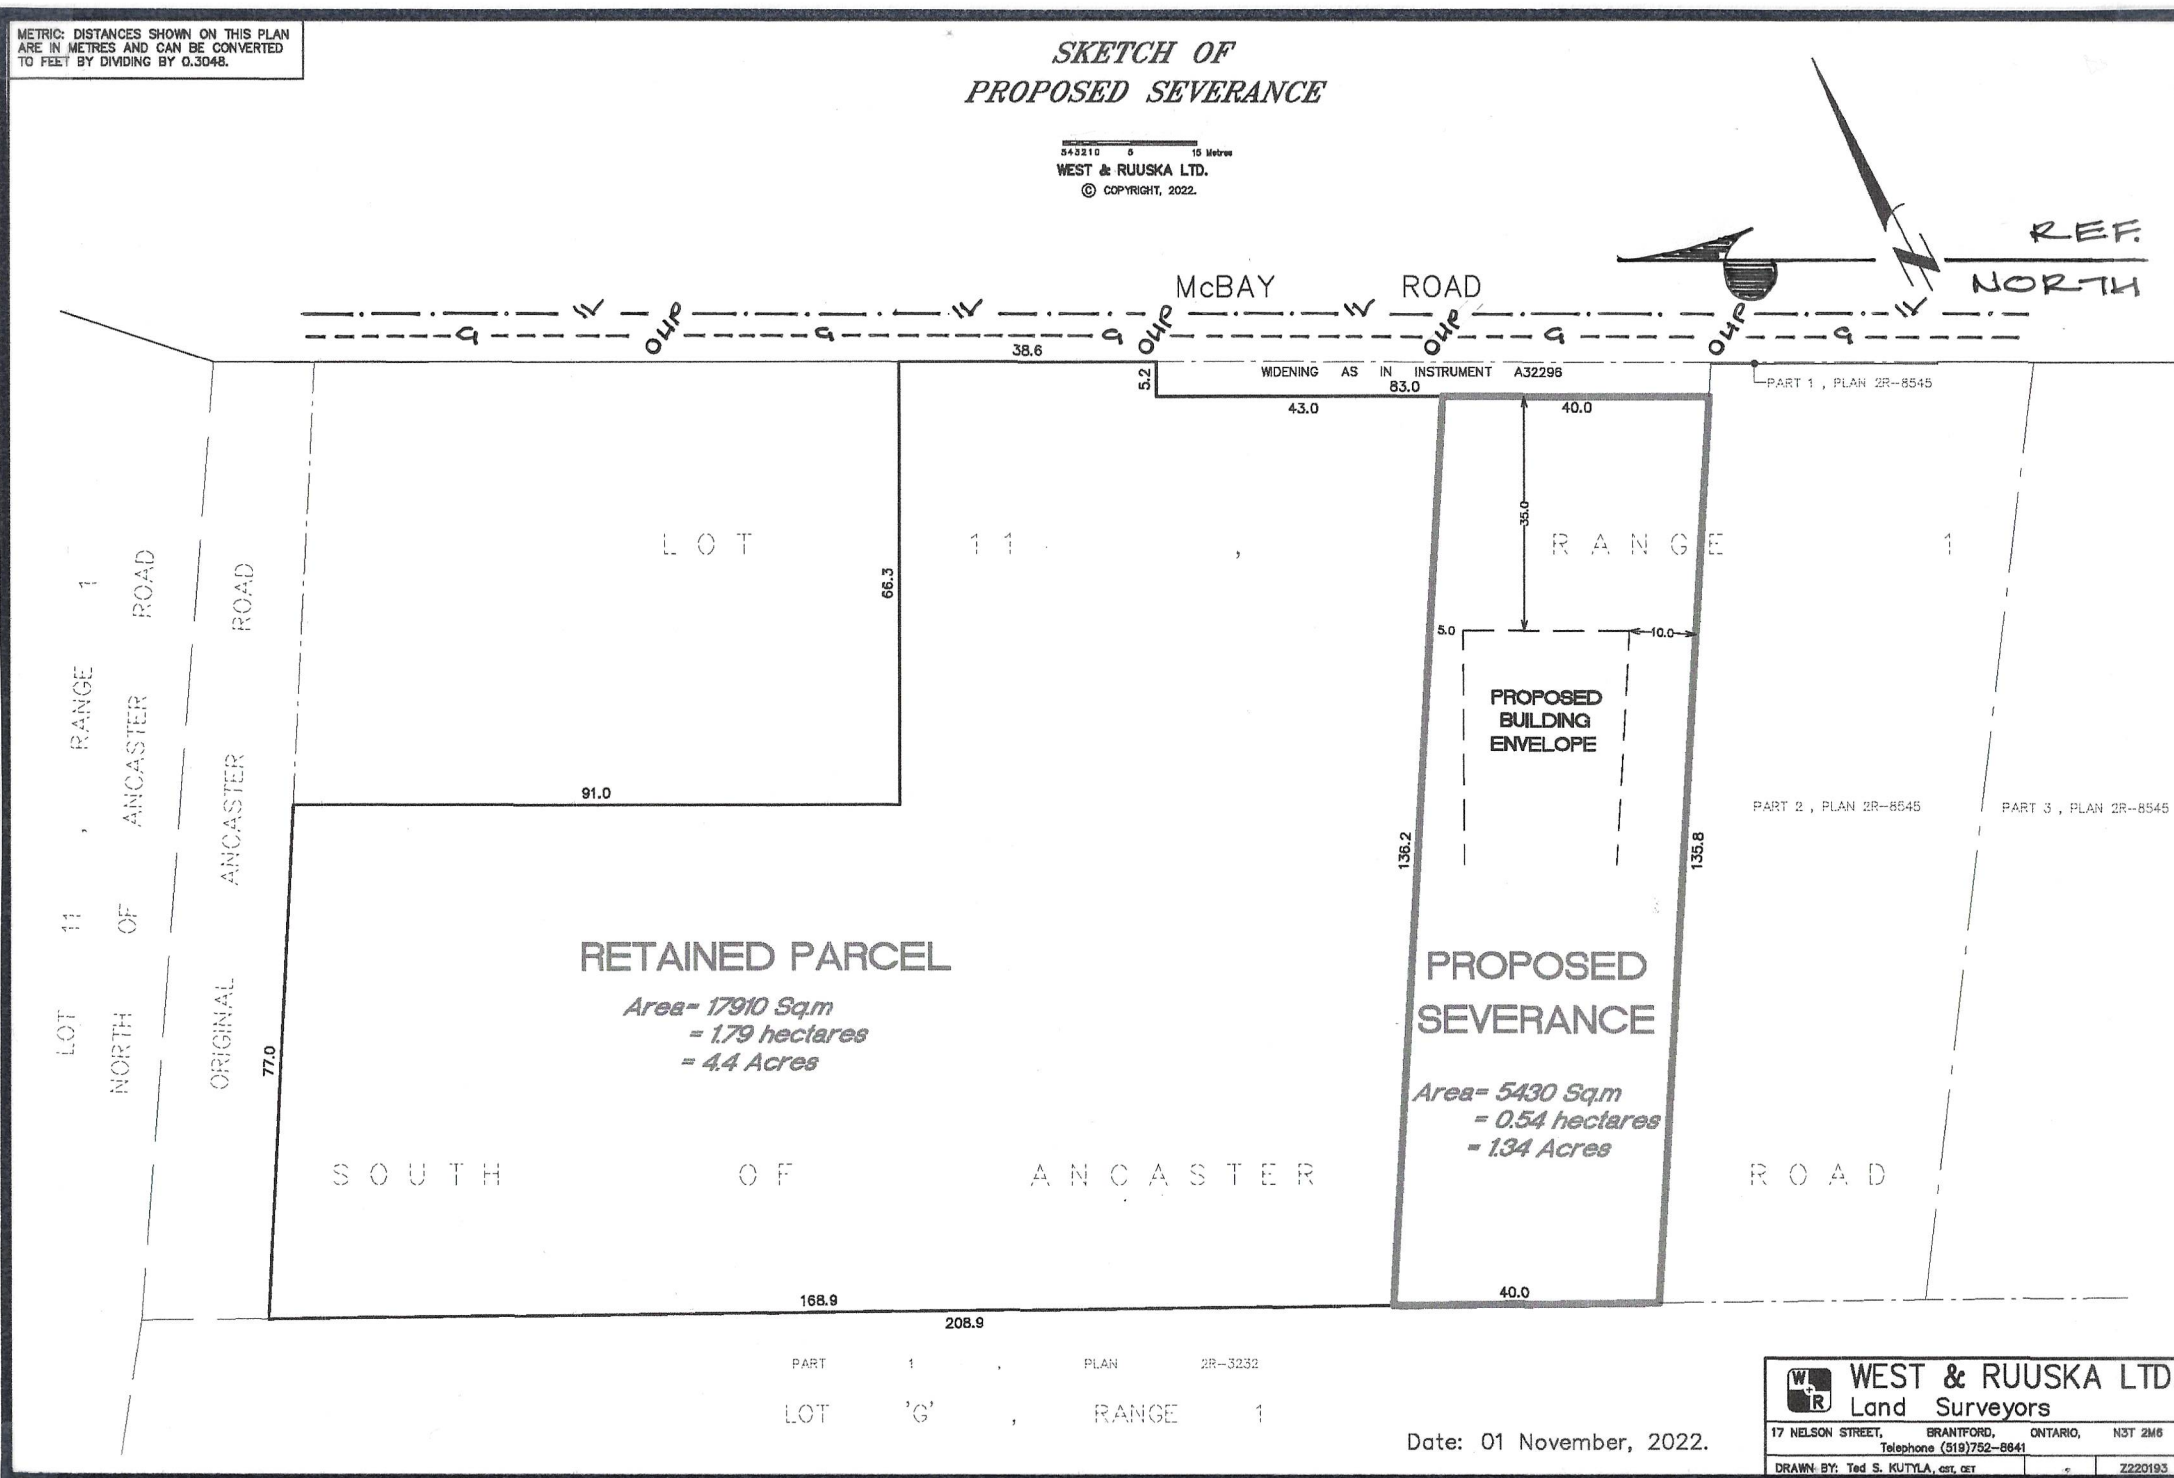 METRIC: DISTANCES SHOWN ON THIS PLAN
ARE IN METRES AND CAN BE CONVERTED
TO FEET BY DIVIDING BY 0.3048.
SKETCH OF
PROPOSED SEVERANCE
543210 5 15 Metres
WEST & RUUSKA LTD.
© COPYRIGHT, 2022.
REF.
NORTH
N
McBAY ROAD
W W W W
G OHP G G OHP OHP G OHP G
38.6
5.2
WIDENING AS IN INSTRUMENT A32296
83.0
PART 1 , PLAN 2R-8545
43.0
40.0
35.0
LOT 11 , RANGE 1
66.3
5.0
10.0
PROPOSED
BUILDING
ENVELOPE
91.0
136.2
135.8
PART 2 , PLAN 2R-8545
PART 3 , PLAN 2R-8545
LOT 11 , RANGE 1
NORTH OF ANCASTER ROAD
ORIGINAL ANCASTER ROAD
77.0
RETAINED PARCEL
Area= 17910 Sq.m
= 1.79 hectares
= 4.4 Acres
PROPOSED
SEVERANCE
Area= 5430 Sq.m
= 0.54 hectares
= 1.34 Acres
SOUTH OF ANCASTER ROAD
168.9
40.0
208.9
PART 1 , PLAN 2R-3232
LOT 'G' , RANGE 1
Date: 01 November, 2022.
W+R
WEST & RUUSKA LTD
Land Surveyors
17 NELSON STREET, BRANTFORD, ONTARIO, N3T 2M6
Telephone (519)752-8641
DRAWN BY: Ted S. KUTYLA, CST, CET
Z220193